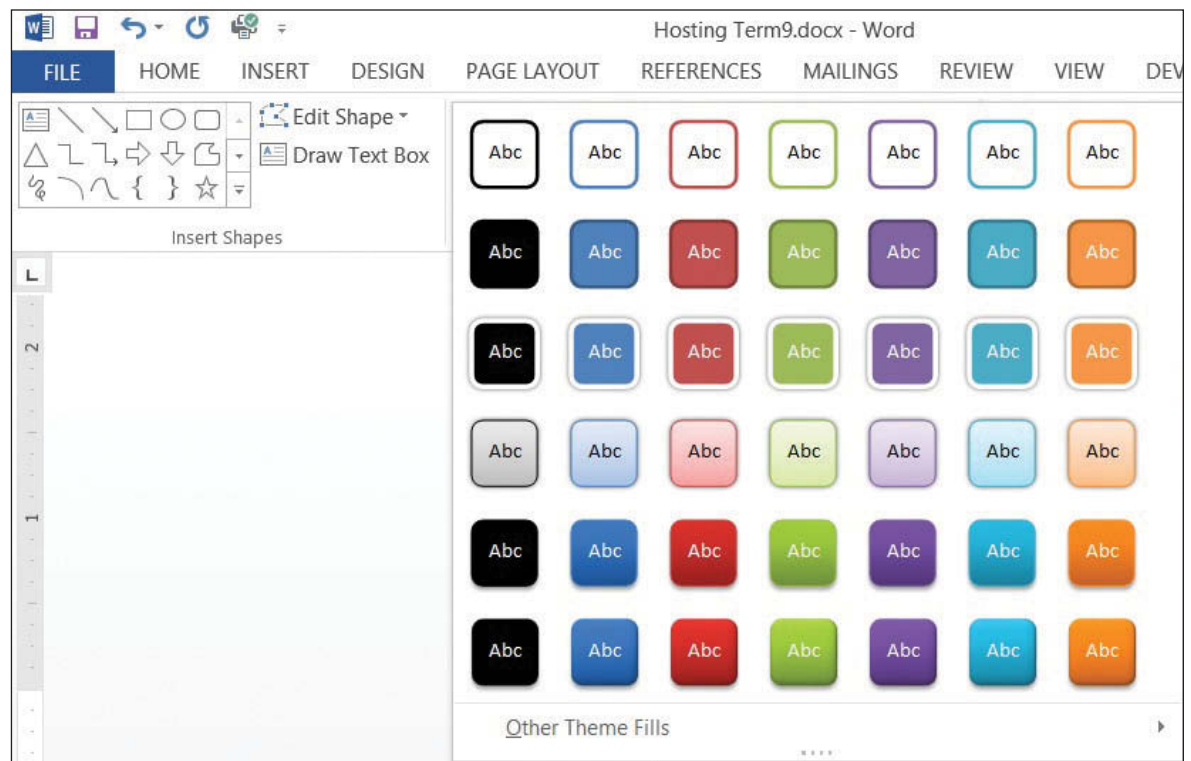 Hosting Term9.docx - Word
FILE HOME INSERT DESIGN PAGE LAYOUT REFERENCES MAILINGS REVIEW VIEW DEV
Edit Shape
Draw Text Box
Insert Shapes
Abc Abc Abc Abc Abc Abc Abc
Abc Abc Abc Abc Abc Abc Abc
Abc Abc Abc Abc Abc Abc Abc
Abc Abc Abc Abc Abc Abc Abc
Abc Abc Abc Abc Abc Abc Abc
Abc Abc Abc Abc Abc Abc Abc
Other Theme Fills
2
1